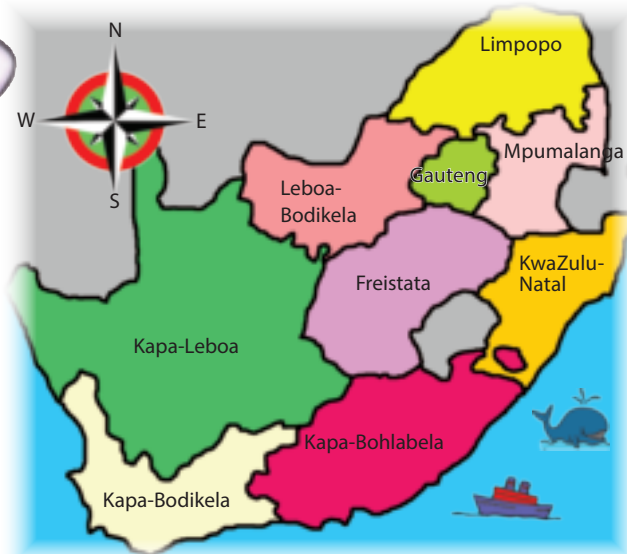 N
W
E
S
Limpopo
Mpumalanga
Gauteng
Leboa-
Bodikela
KwaZulu-
Natal
Freistata
Kapa-Leboa
Kapa-Bohlabela
Kapa-Bodikela